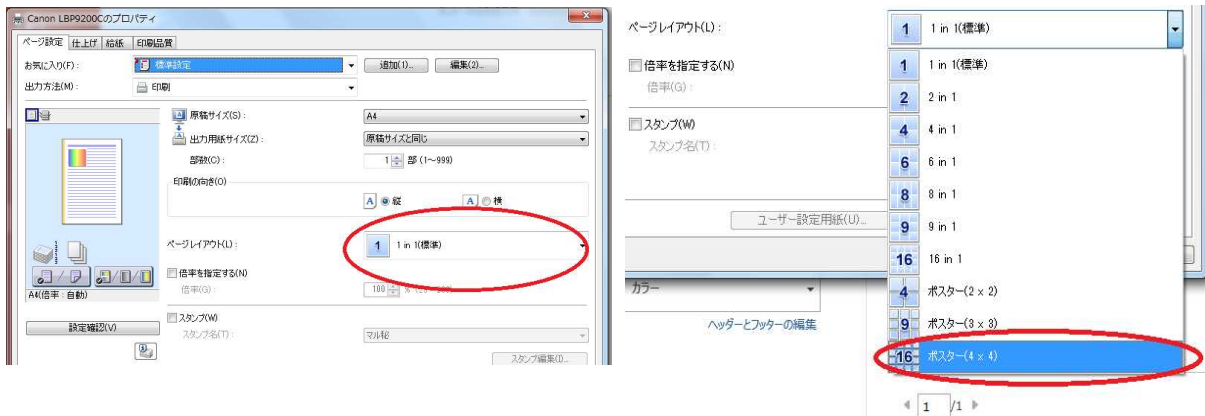 Canon LBP9200Cのプロパティ
ページ設定 仕上げ 給紙 印刷品質
お気に入り(F): 標準設定 追加(1)... 編集(2)...
出力方法(M): 印刷
原稿サイズ(S): A4
出力用紙サイズ(Z): 原稿サイズと同じ
部数(C): 1 部 (1~999)
印刷の向き(O)
A 縦 A 横
ページレイアウト(L): 1 1 in 1(標準)
倍率を指定する(N)
倍率(G): 100 %
A4(倍率:自動)
スタンプ(W)
設定確認(V)
スタンプ名(T): マル秘
スタンプ編集(I)...
ページレイアウト(L): 1 1 in 1(標準)
1 1 in 1(標準)
倍率を指定する(N)
倍率(G):
2 2 in 1
スタンプ(W)
4 4 in 1
スタンプ名(T):
6 6 in 1
8 8 in 1
ユーザー設定用紙(U)...
9 9 in 1
16 16 in 1
カラー
4 ポスター(2 x 2)
ヘッダーとフッターの編集
9 ポスター(3 x 3)
16 ポスター(4 x 4)
1 /1